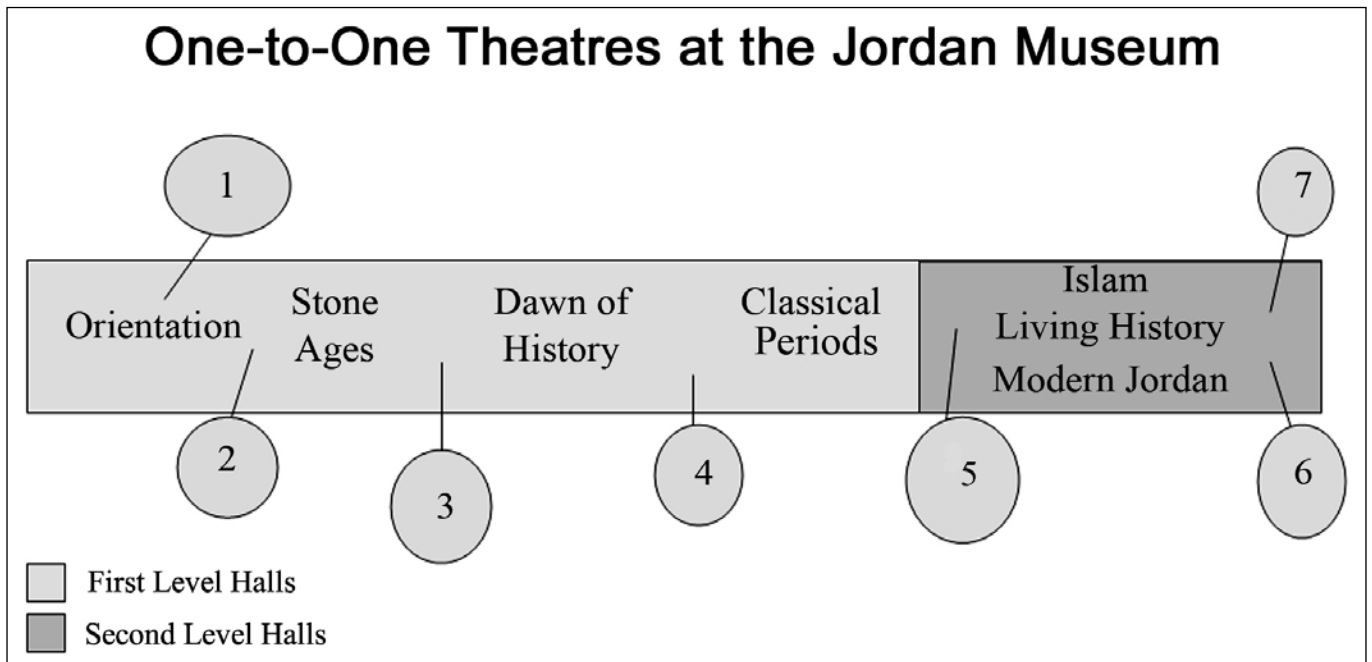 One-to-One Theatres at the Jordan Museum
1
7
Orientation
Stone
Ages
Dawn of
History
Classical
Periods
Islam
Living History
Modern Jordan
2
3
4
5
6
First Level Halls
Second Level Halls